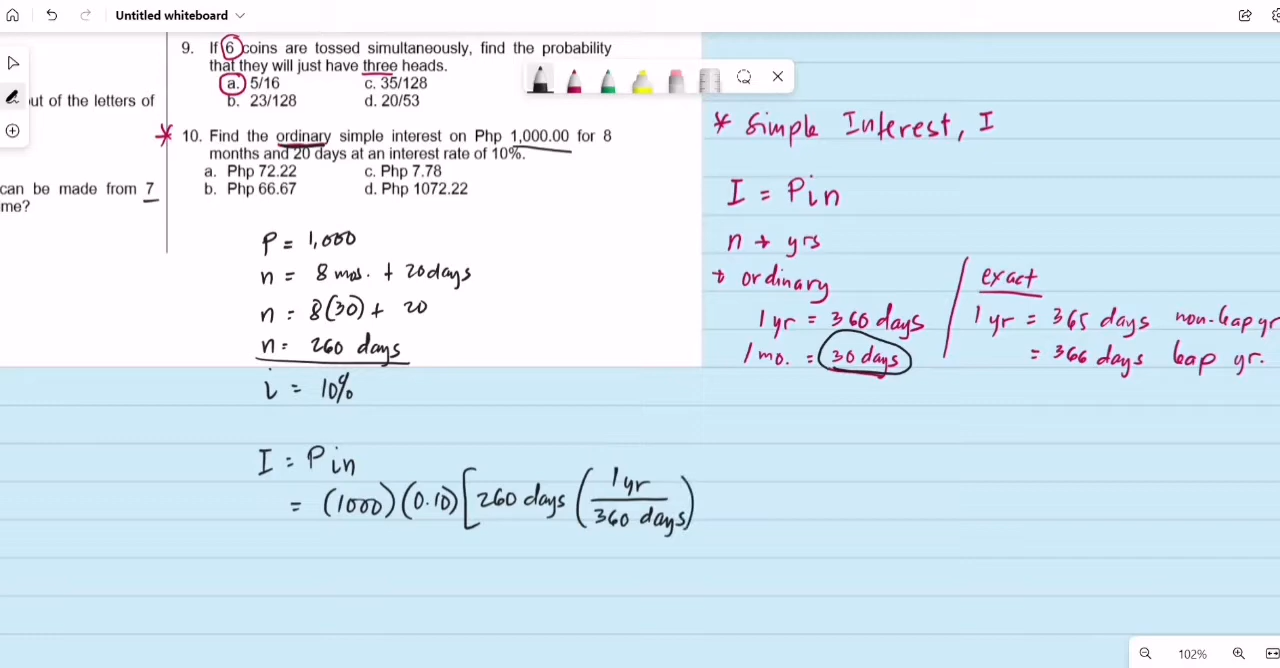 Untitled whiteboard
9. If 6 coins are tossed simultaneously, find the probability
that they will just have three heads.
a. 5/16 c. 35/128
b. 23/128 d. 20/53
ut of the letters of
* 10. Find the ordinary simple interest on Php 1,000.00 for 8
months and 20 days at an interest rate of 10%.
a. Php 72.22 c. Php 7.78
b. Php 66.67 d. Php 1072.22
can be made from 7
me?
P = 1,000
n = 8 mos. + 20 days
n = 8(30) + 20
n = 260 days
i = 10%
I = Pin
= (1000)(0.10)[260 days (1 yr / 360 days)
* Simple Interest, I
I = Pin
n → yrs
+ ordinary
1 yr = 360 days
1 mo. = 30 days
exact
1 yr = 365 days non-leap yr
= 366 days leap yr.
102%